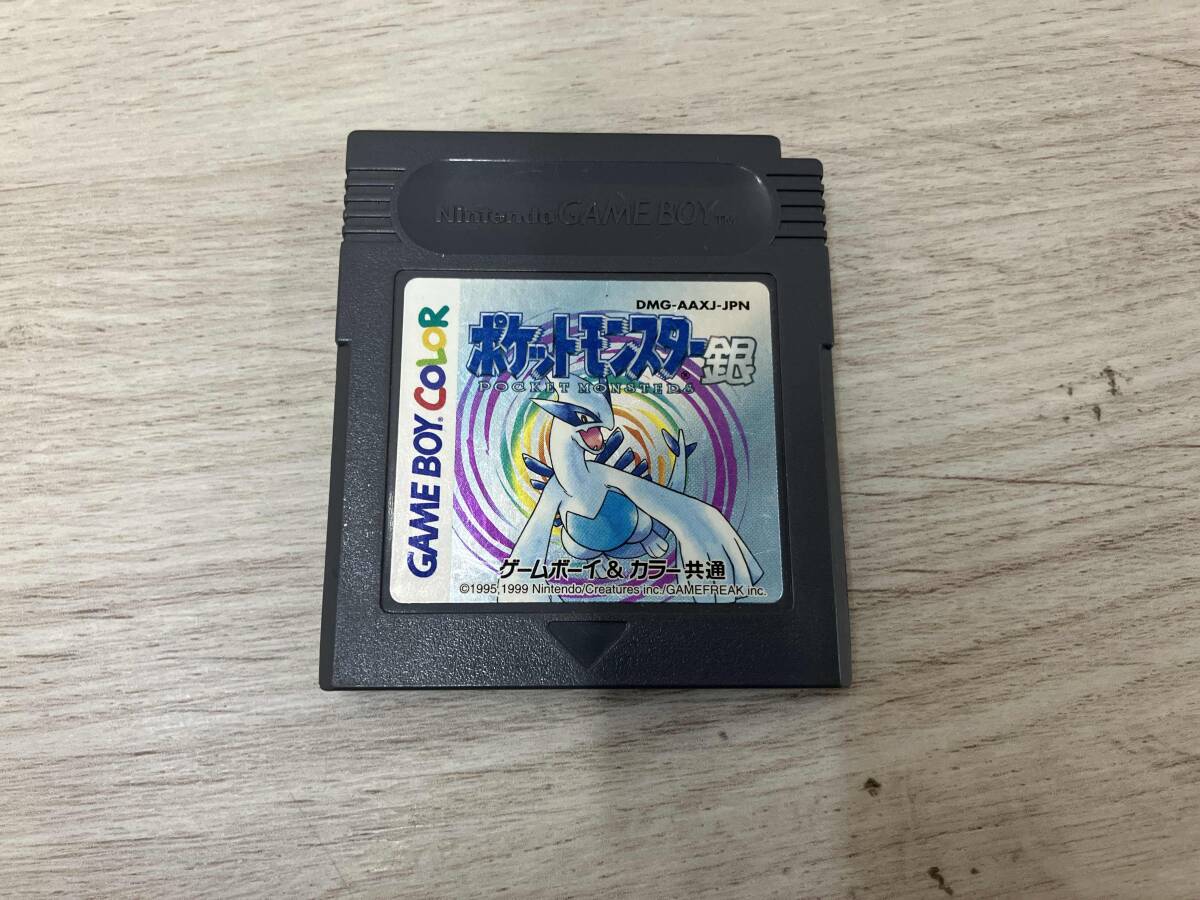 Nintendo GAME BOY TM
DMG-AAXJ-JPN
ポケットモンスター銀
POCKET MONSTERS
GAME BOY COLOR
ゲームボーイ & カラー共通
©1995,1999 Nintendo/Creatures inc./GAMEFREAK inc.